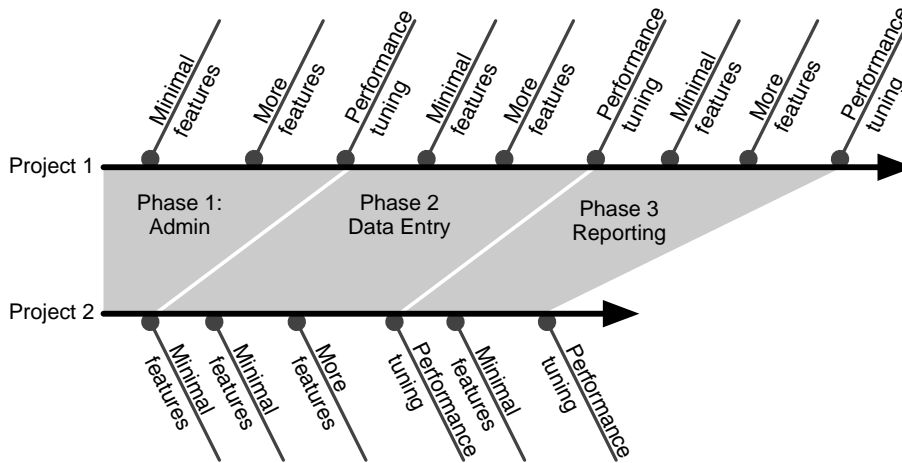 Minimal
features
More
features
Performance
tuning
Minimal
features
More
features
Performance
tuning
Minimal
features
More
features
Performance
tuning
Project 1
Phase 1:
Admin
Phase 2
Data Entry
Phase 3
Reporting
Project 2
Minimal
features
Minimal
features
More
features
Performance
tuning
Minimal
features
Performance
tuning